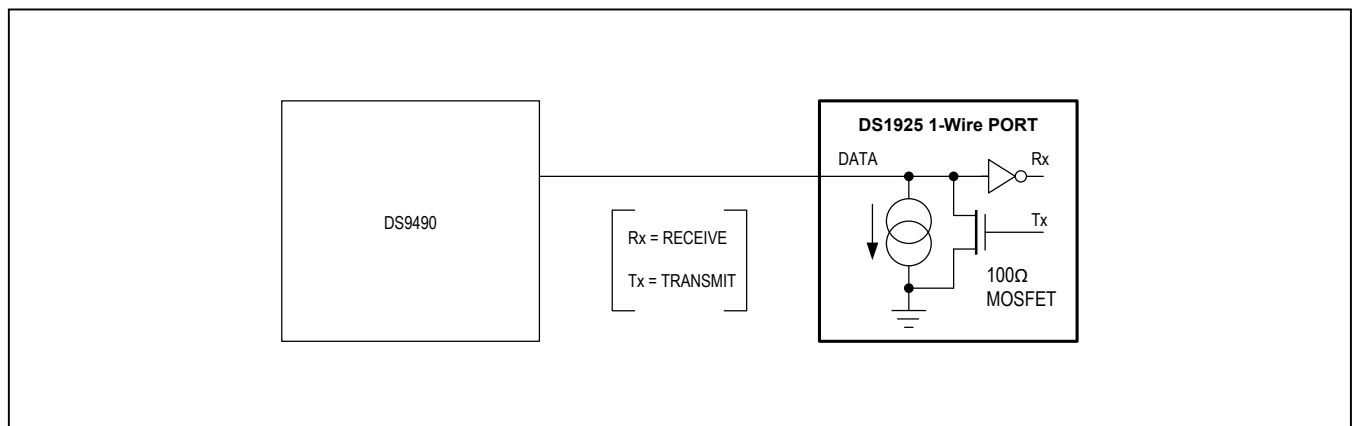 DS9490
Rx = RECEIVE
Tx = TRANSMIT
DS1925 1-Wire PORT
DATA
Rx
Tx
100Ω
MOSFET